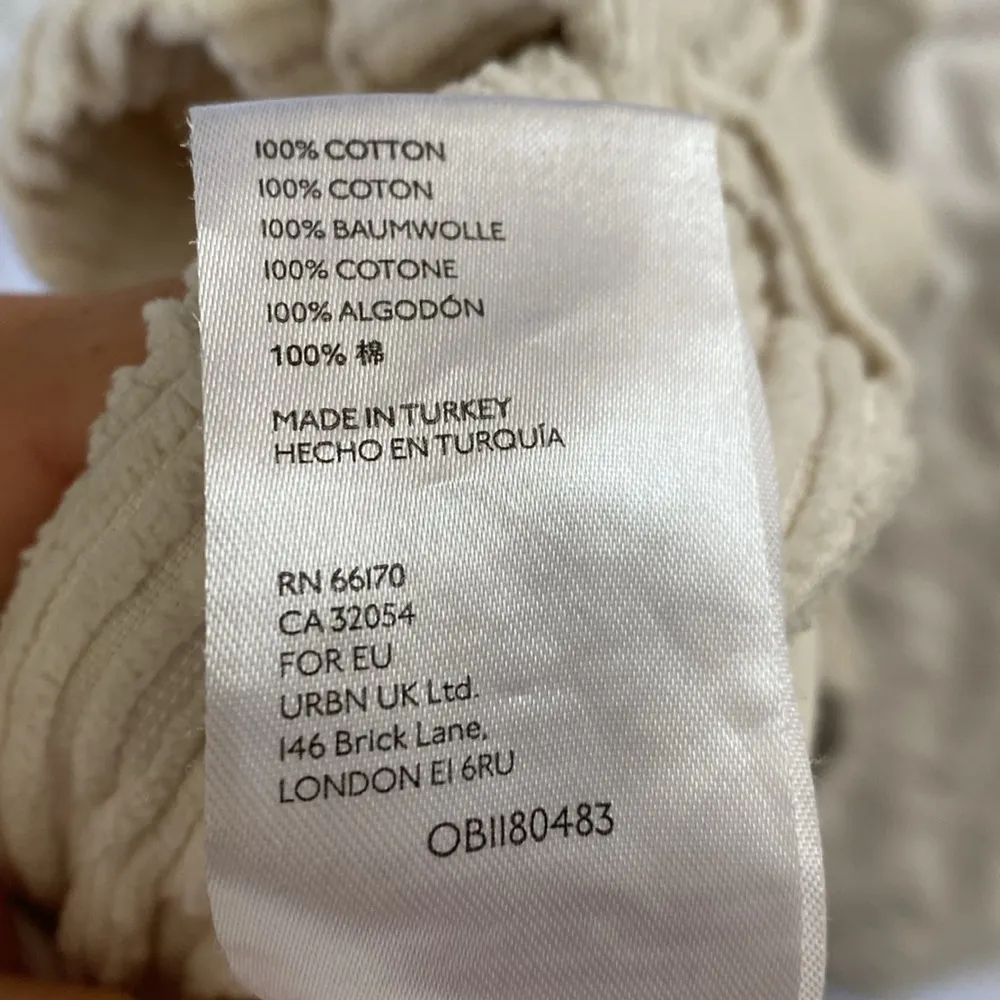 100% COTTON
100% COTON
100% BAUMWOLLE
100% COTONE
100% ALGODÓN
100% 棉
MADE IN TURKEY
HECHO EN TURQUÍA
RN 66170
CA 32054
FOR EU
URBN UK Ltd.
146 Brick Lane,
LONDON E1 6RU
OB1180483